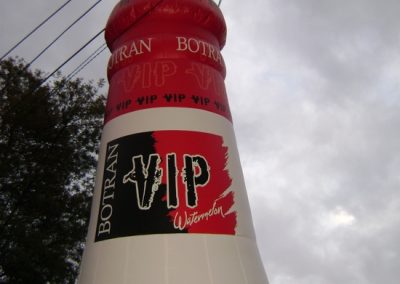 BOTRAN BOTRAN
VIP
VIP VIP VIP VIP
BOTRAN
VIP
Watermelon